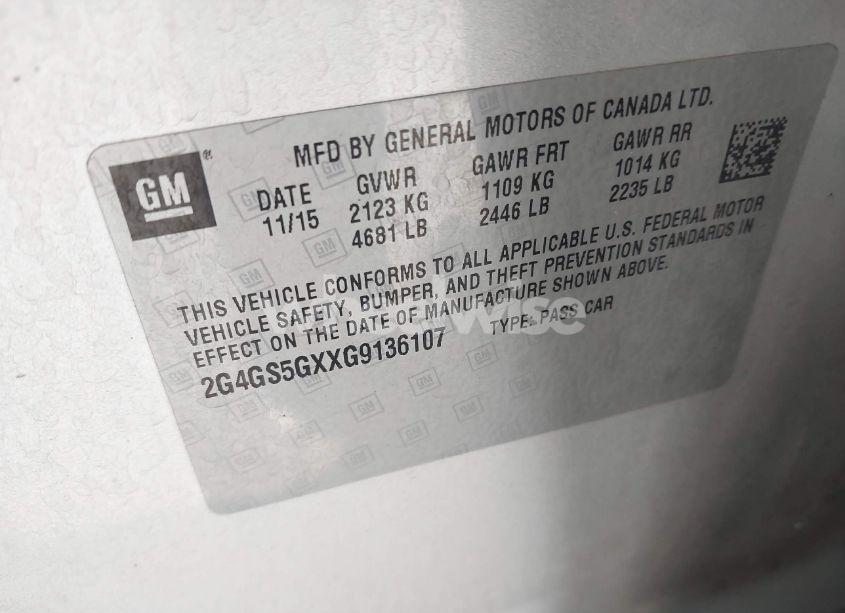 MFD BY GENERAL MOTORS OF CANADA LTD.
GM
DATE GVWR GAWR FRT GAWR RR
11/15 2123 KG 1109 KG 1014 KG
4681 LB 2446 LB 2235 LB
THIS VEHICLE CONFORMS TO ALL APPLICABLE U.S. FEDERAL MOTOR
VEHICLE SAFETY, BUMPER, AND THEFT PREVENTION STANDARDS IN
EFFECT ON THE DATE OF MANUFACTURE SHOWN ABOVE.
2G4GS5GXXG9136107 TYPE: PASS CAR